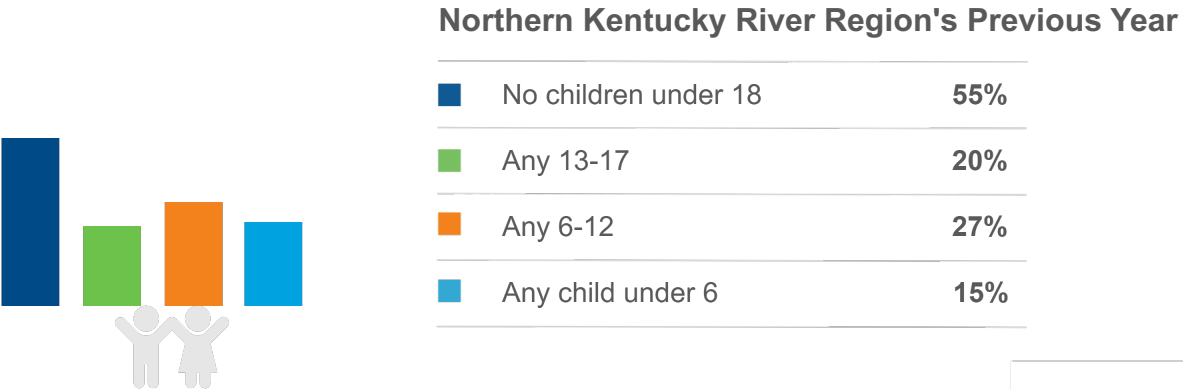 Northern Kentucky River Region's Previous Year
No children under 18 55%
Any 13-17 20%
Any 6-12 27%
Any child under 6 15%